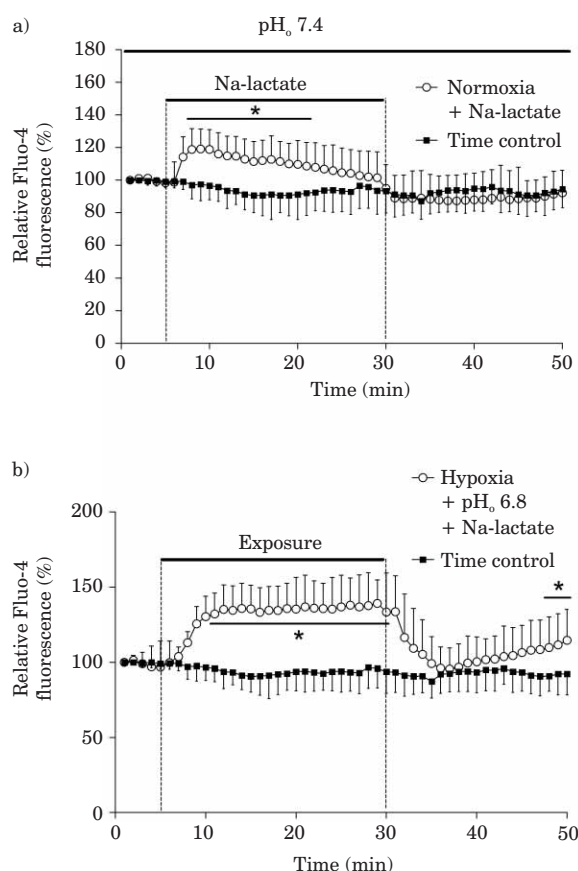 a)
pHₒ 7.4
180
160
140
120
100
80
60
40
20
0
Relative Fluo-4
fluorescence (%)
Na-lactate
*
Normoxia
+ Na-lactate
Time control
0 10 20 30 40 50
Time (min)
b)
200
150
100
50
0
Relative Fluo-4
fluorescence (%)
Exposure
*
Hypoxia
+ pHₒ 6.8
+ Na-lactate
Time control
*
0 10 20 30 40 50
Time (min)